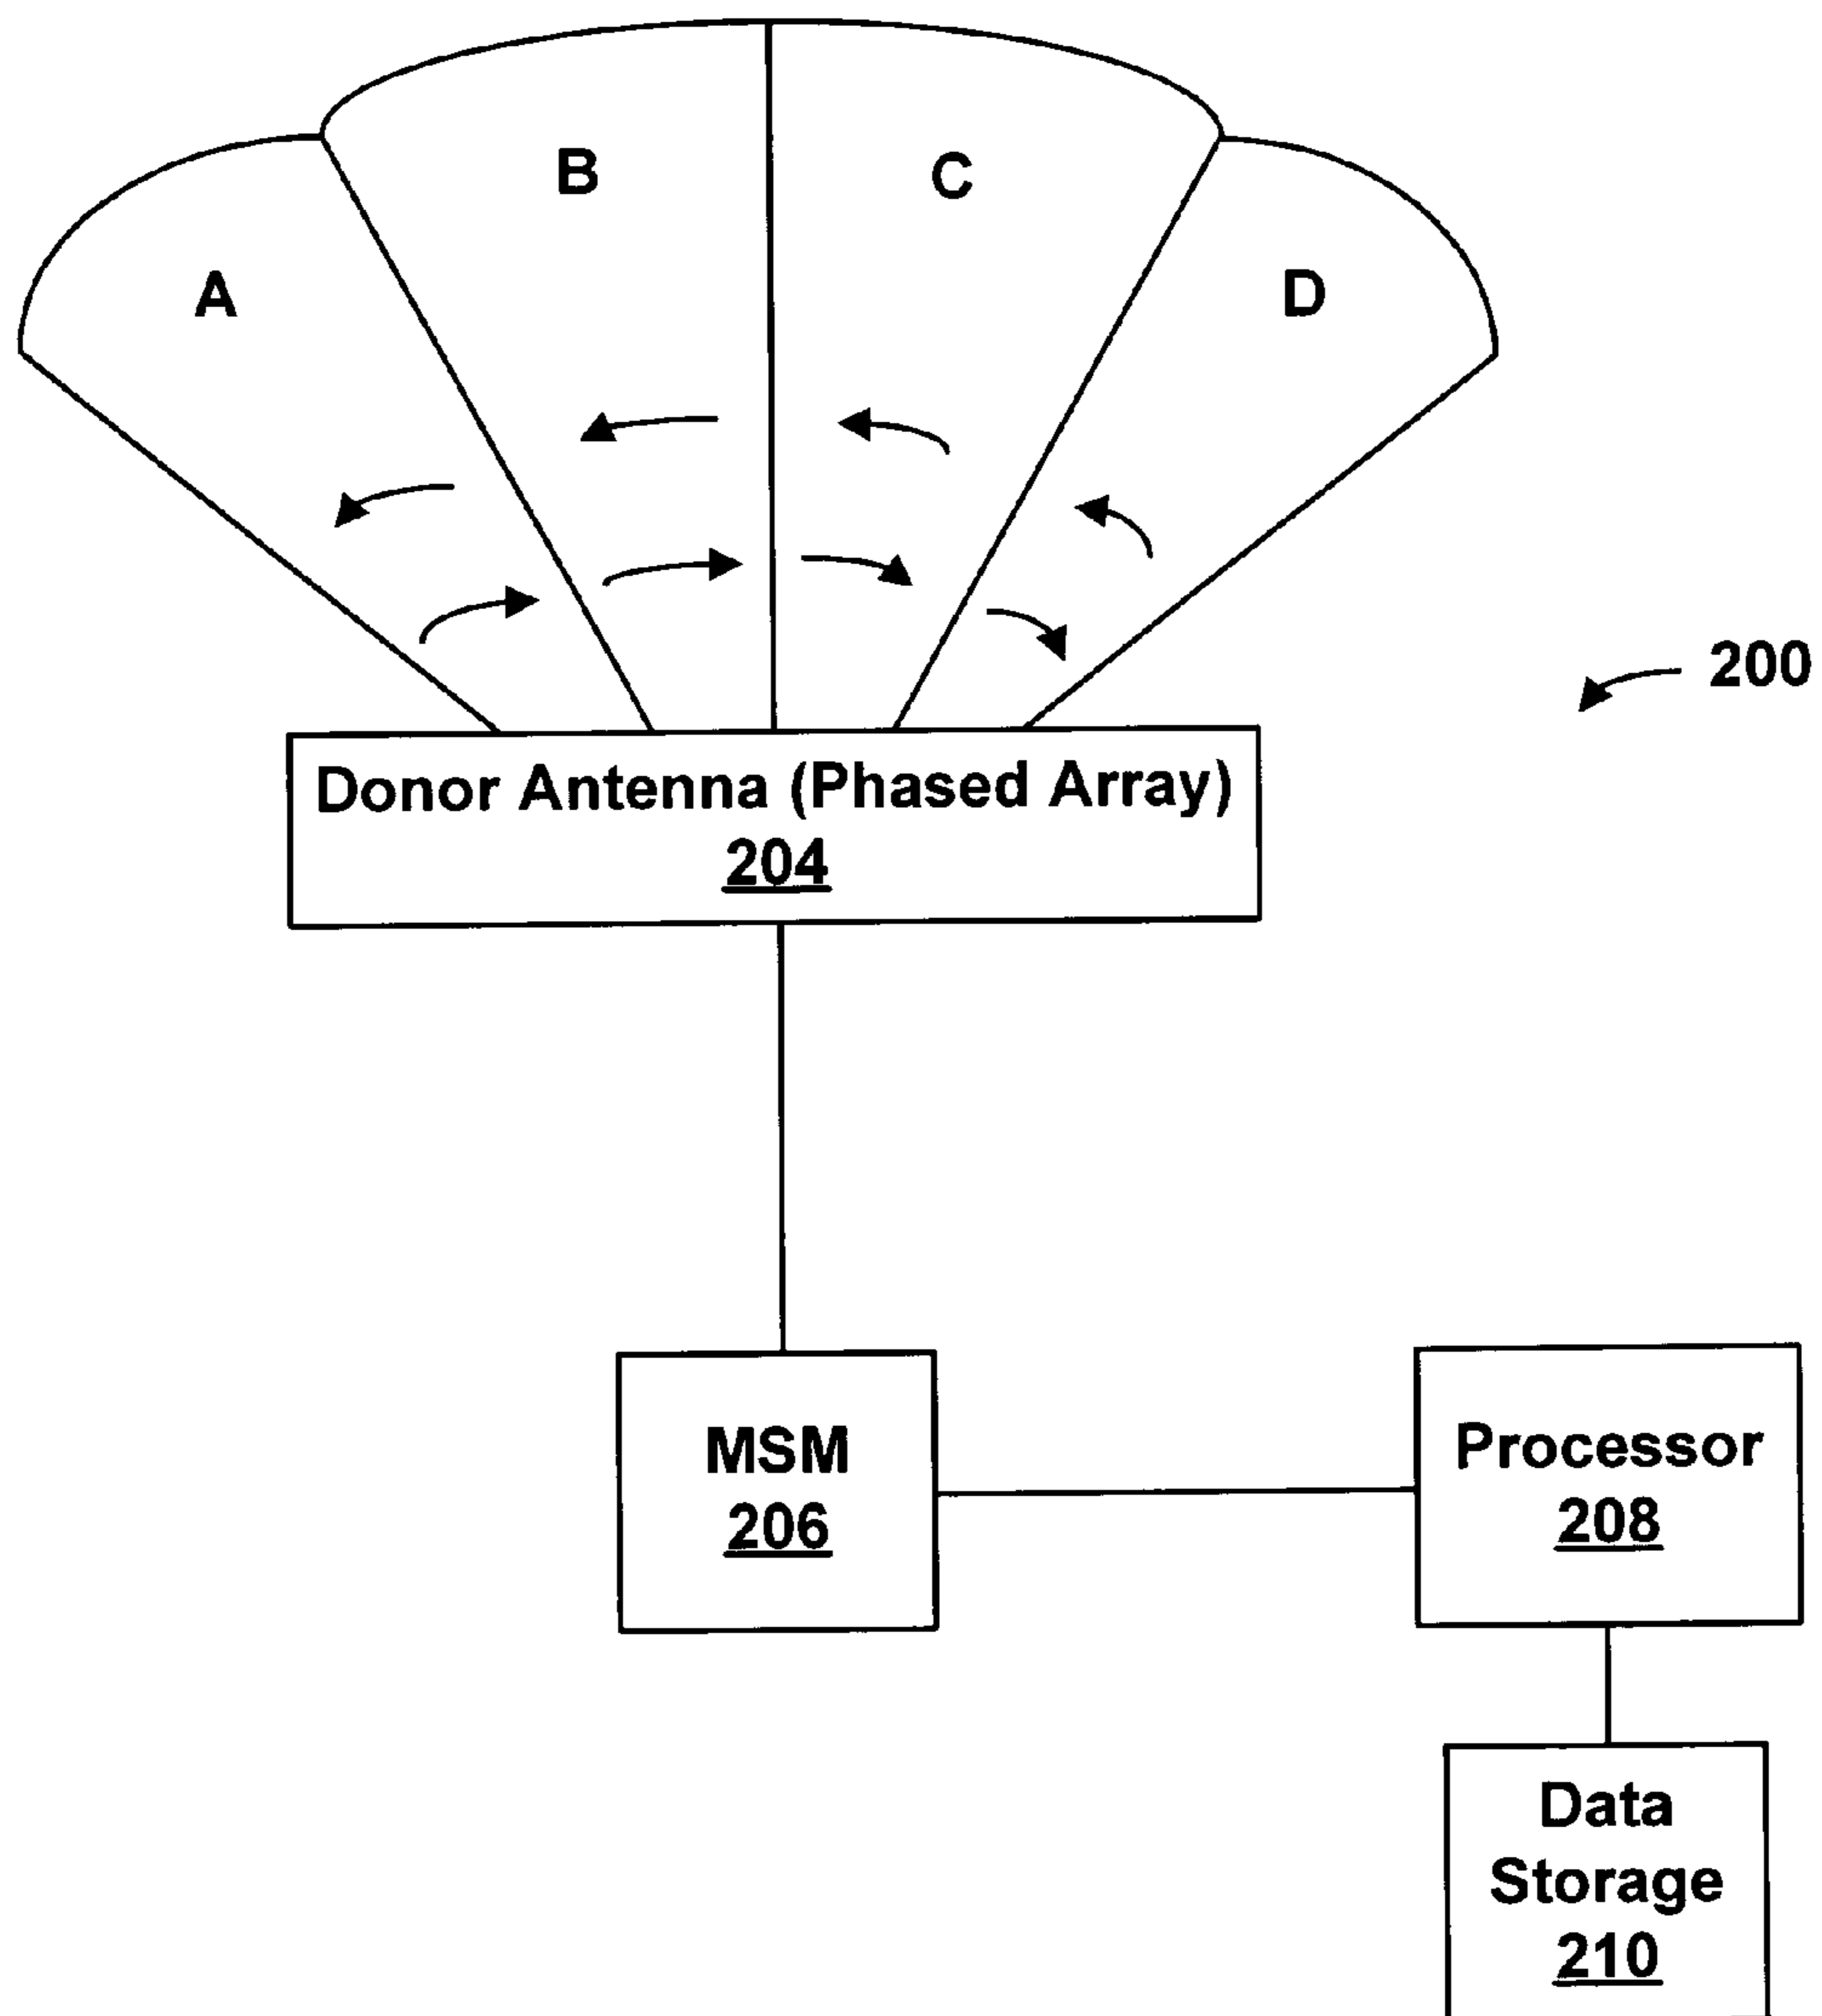 B
C
A
D
200
Donor Antenna (Phased Array)
204
MSM
206
Processor
208
Data
Storage
210